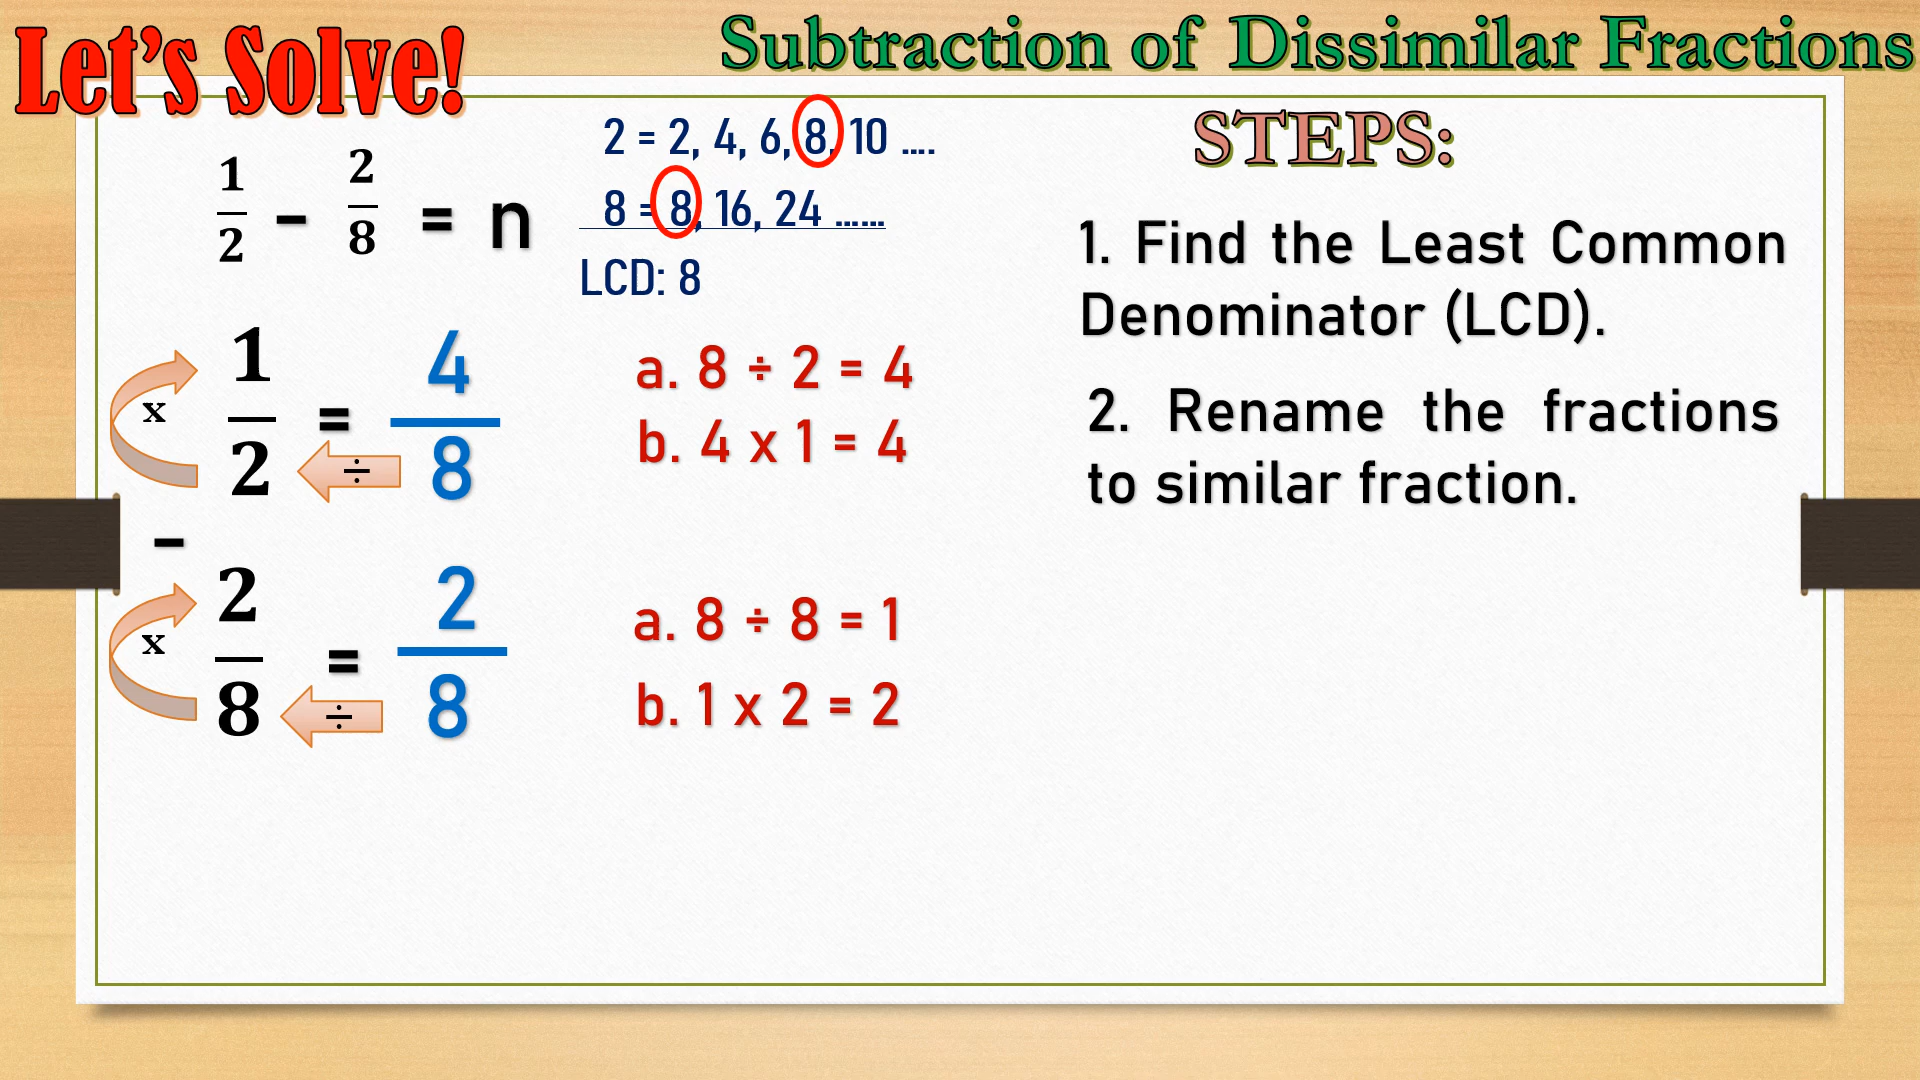 Let's Solve!
Subtraction of Dissimilar Fractions
1/2 - 2/8 = n
2 = 2, 4, 6, 8, 10 ....
8 = 8, 16, 24 ......
LCD: 8
x 1/2 = 4/8
÷
a. 8 ÷ 2 = 4
b. 4 x 1 = 4
-
x 2/8 = 2/8
÷
a. 8 ÷ 8 = 1
b. 1 x 2 = 2
STEPS:
1. Find the Least Common
Denominator (LCD).
2. Rename the fractions
to similar fraction.